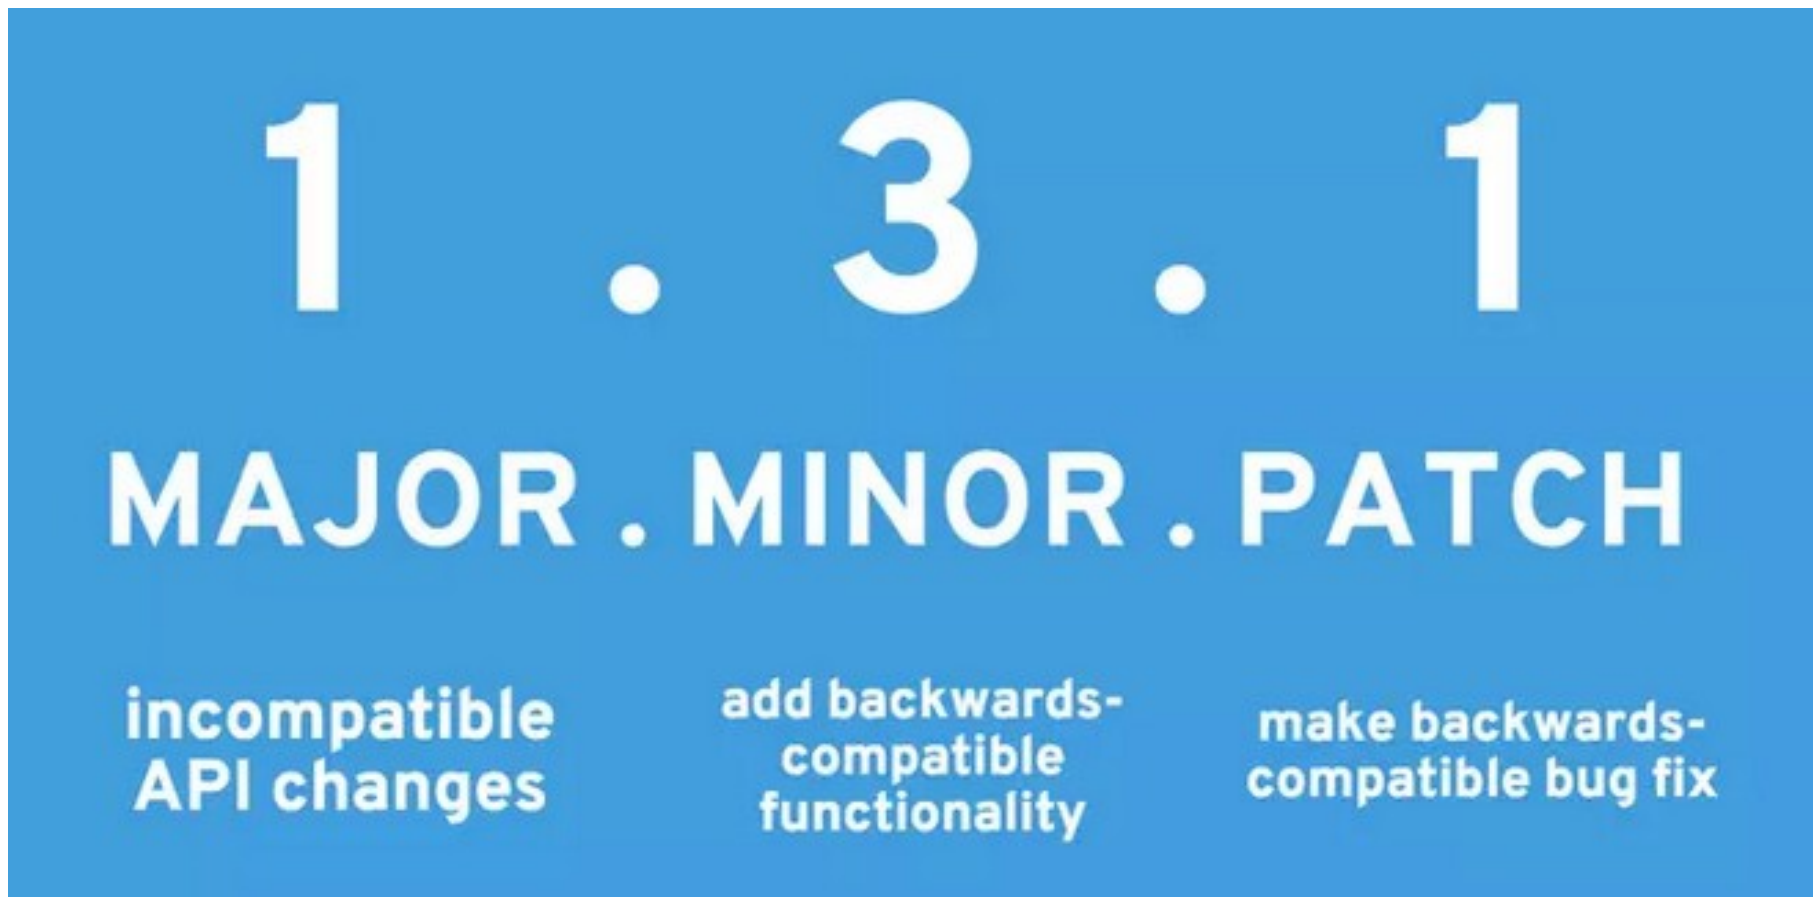 1 . 3 . 1
MAJOR . MINOR . PATCH
incompatible
API changes
add backwards-
compatible
functionality
make backwards-
compatible bug fix